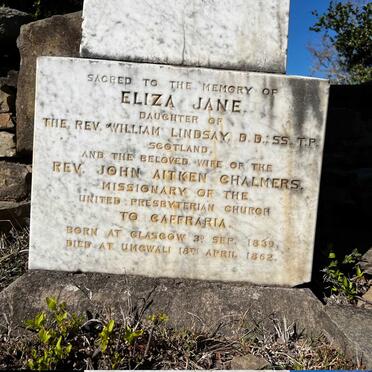 SACRED TO THE MEMORY OF
ELIZA JANE
DAUGHTER OF
THE REV. WILLIAM LINDSAY, D.D., SS. T.P.
SCOTLAND,
AND THE BELOVED WIFE OF THE
REV. JOHN AITKEN CHALMERS,
MISSIONARY OF THE
UNITED PRESBYTERIAN CHURCH
TO CAFFRARIA.
BORN AT GLASGOW 3D SEP. 1839.
DIED AT UMGWALI 18TH APRIL 1862.